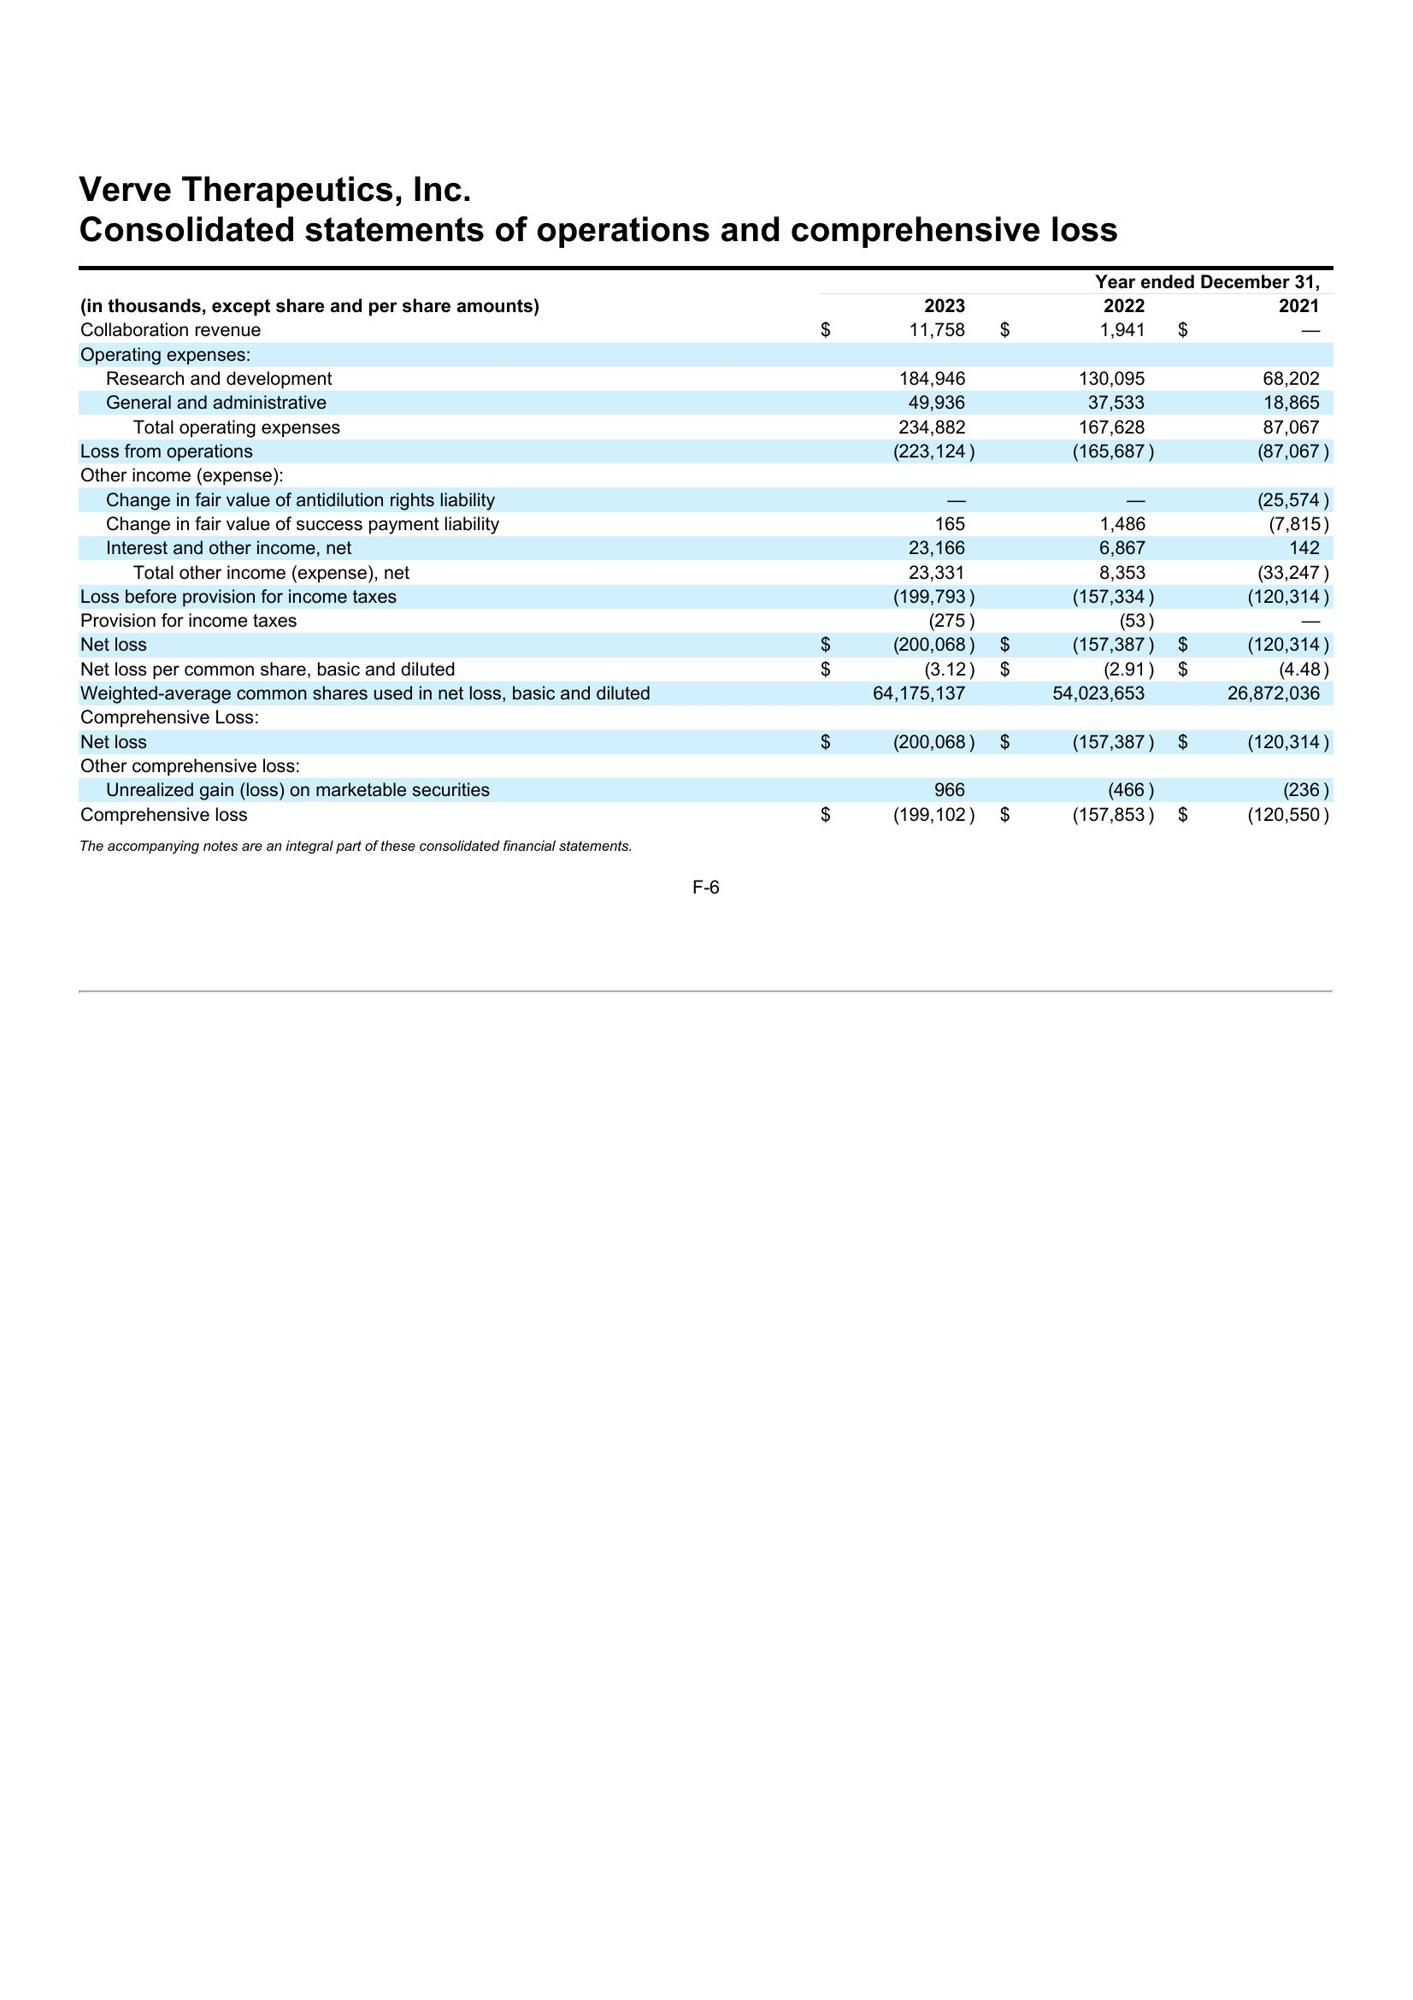 Verve Therapeutics, Inc.
Consolidated statements of operations and comprehensive loss
Year ended December 31,
(in thousands, except share and per share amounts) 2023 2022 2021
Collaboration revenue $ 11,758 $ 1,941 $ —
Operating expenses:
Research and development 184,946 130,095 68,202
General and administrative 49,936 37,533 18,865
Total operating expenses 234,882 167,628 87,067
Loss from operations (223,124 ) (165,687 ) (87,067 )
Other income (expense):
Change in fair value of antidilution rights liability — — (25,574 )
Change in fair value of success payment liability 165 1,486 (7,815 )
Interest and other income, net 23,166 6,867 142
Total other income (expense), net 23,331 8,353 (33,247 )
Loss before provision for income taxes (199,793 ) (157,334 ) (120,314 )
Provision for income taxes (275 ) (53 ) —
Net loss $ (200,068 ) $ (157,387 ) $ (120,314 )
Net loss per common share, basic and diluted $ (3.12 ) $ (2.91 ) $ (4.48 )
Weighted-average common shares used in net loss, basic and diluted 64,175,137 54,023,653 26,872,036
Comprehensive Loss:
Net loss $ (200,068 ) $ (157,387 ) $ (120,314 )
Other comprehensive loss:
Unrealized gain (loss) on marketable securities 966 (466 ) (236 )
Comprehensive loss $ (199,102 ) $ (157,853 ) $ (120,550 )
The accompanying notes are an integral part of these consolidated financial statements.
F-6